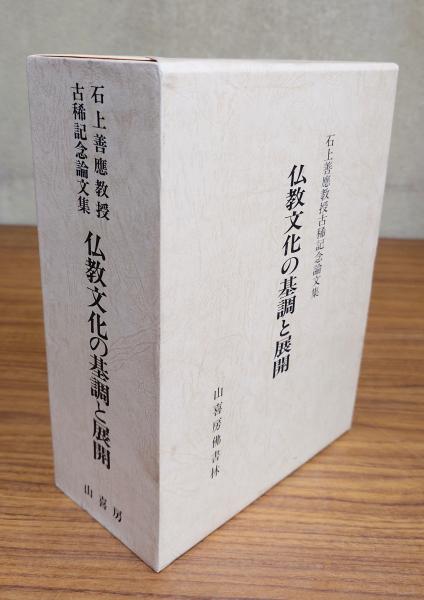 石上善應教授古稀記念論文集
仏教文化の基調と展開
山喜房佛書林
石上善應教授
古稀記念論文集
仏教文化の基調と展開
山喜房